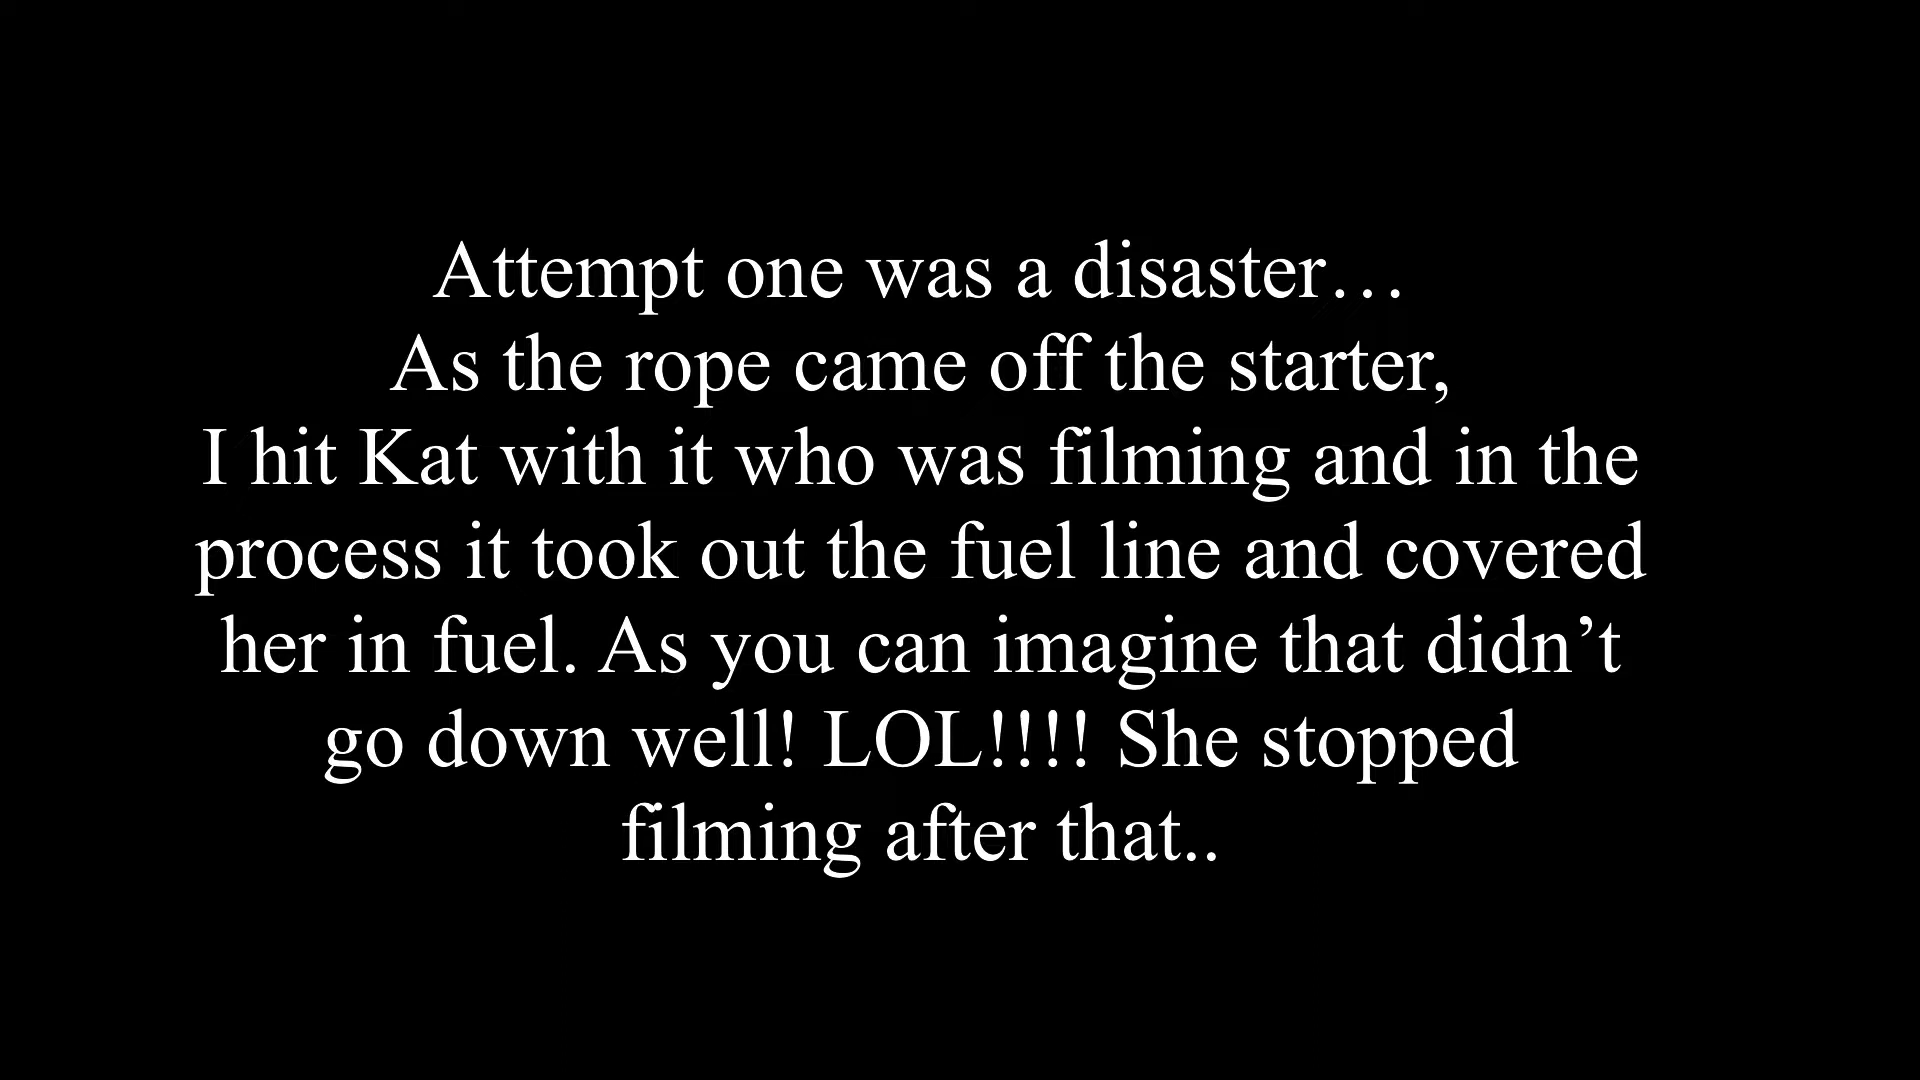 Attempt one was a disaster…
As the rope came off the starter,
I hit Kat with it who was filming and in the
process it took out the fuel line and covered
her in fuel. As you can imagine that didn’t
go down well! LOL!!!! She stopped
filming after that..